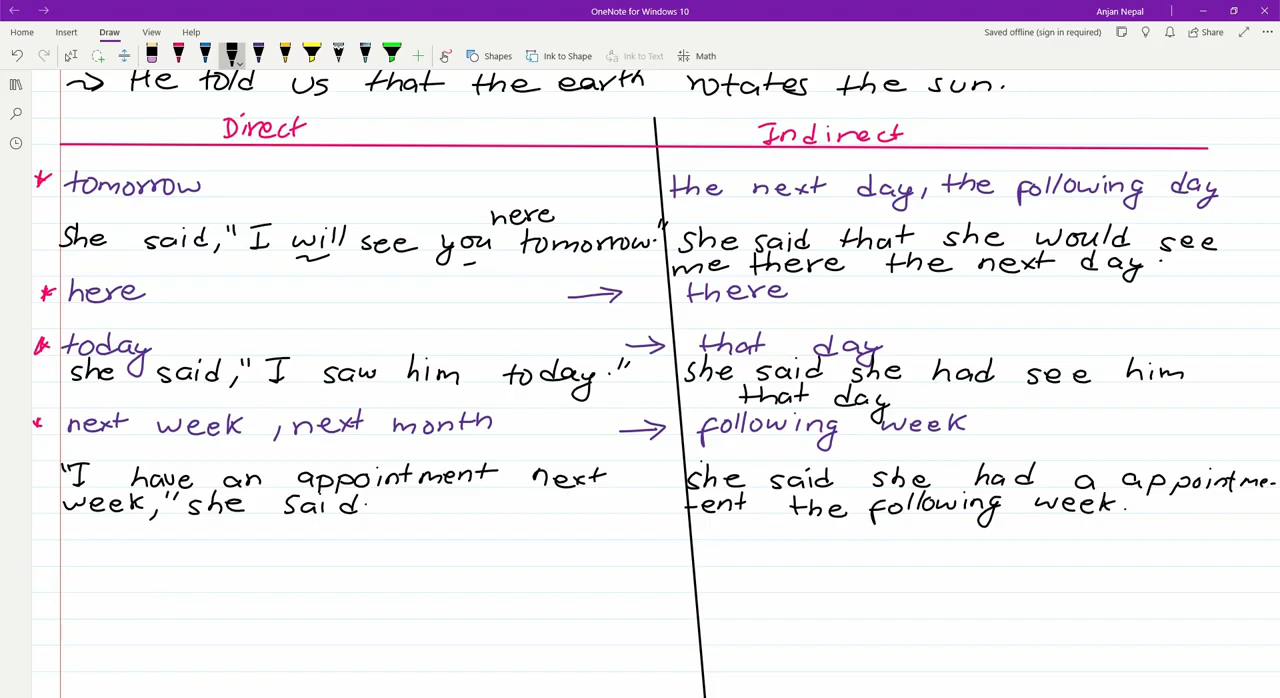 OneNote for Windows 10
Anjan Nepal
Home Insert Draw View Help
Saved offline (sign in required) Share
Shapes Ink to Shape Ink to Text Math
→ He told us that the earth rotates the sun.
Direct Indirect
* tomorrow the next day, the following day
here
She said, "I will see you tomorrow." She said that she would see
me there the next day.
* here → there
* today → that day
she said, "I saw him today." she said she had see him
that day
* next week, next month → following week
"I have an appointment next she said she had a appointme-
week," she said. -ent the following week.